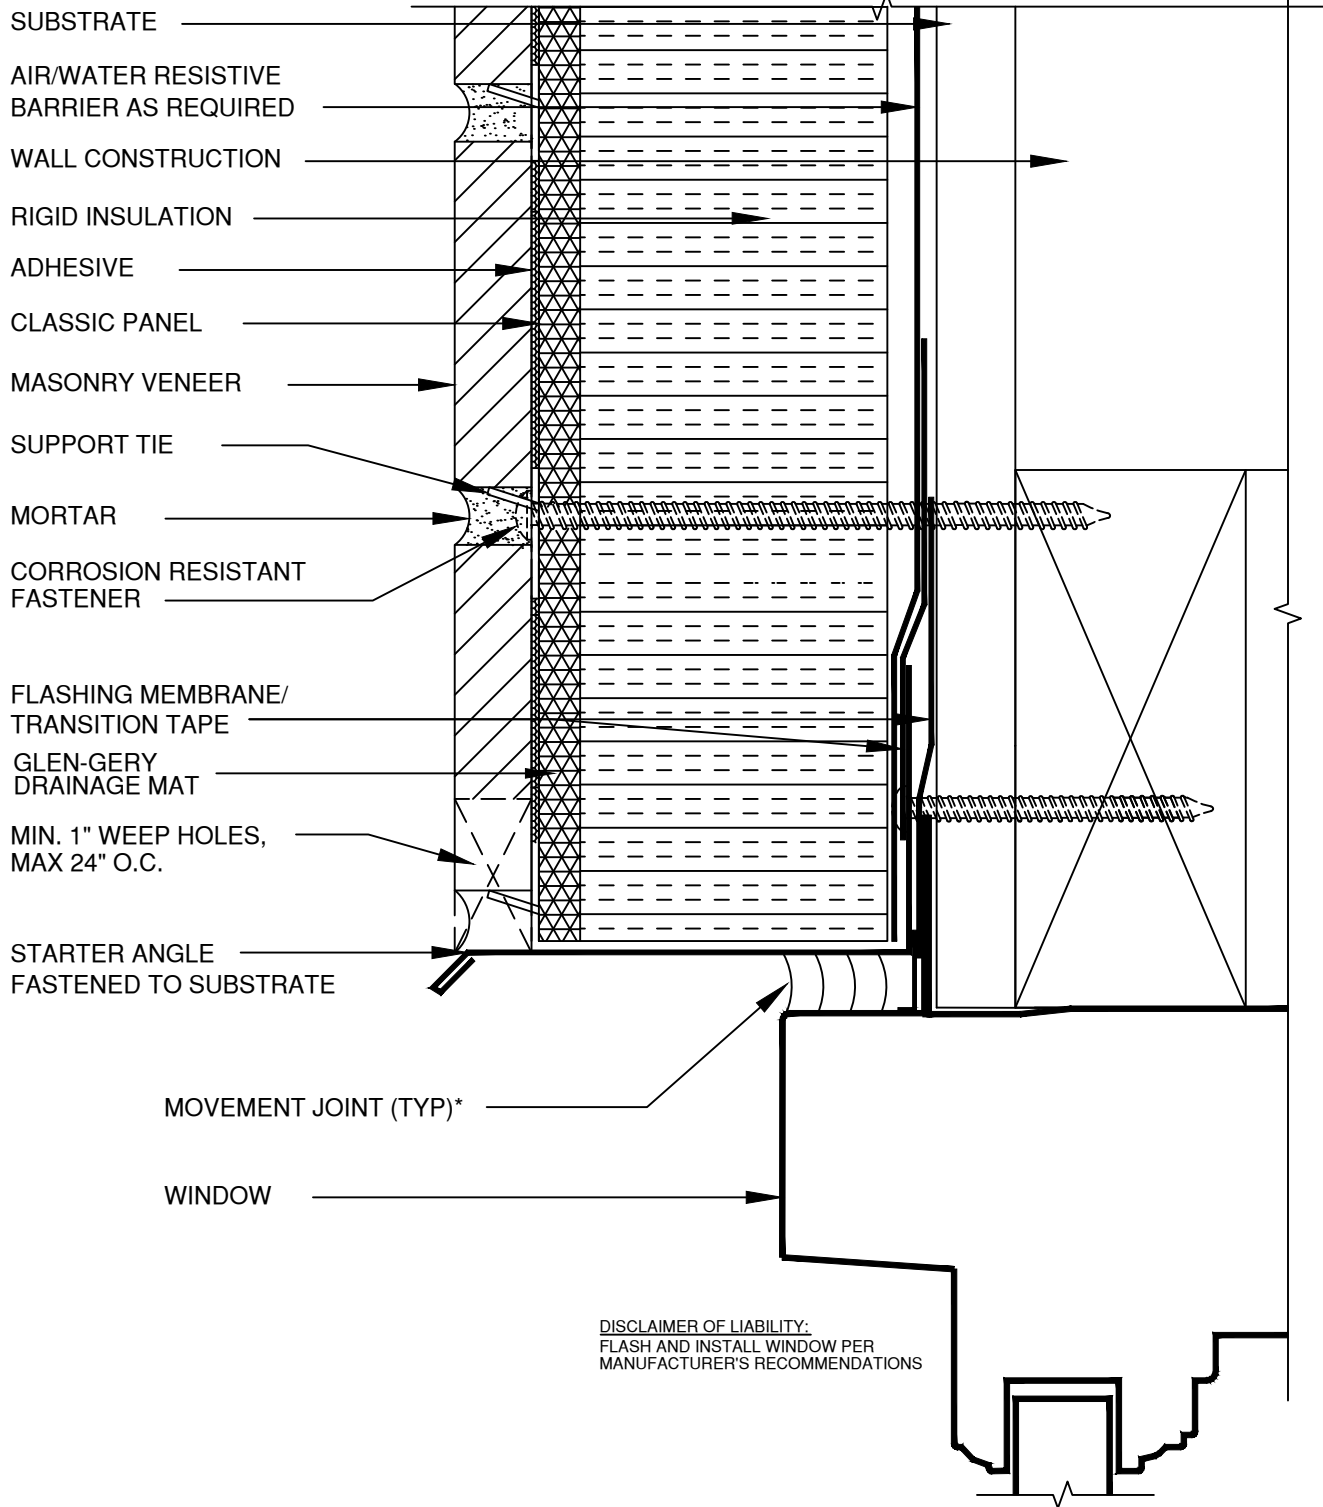 SUBSTRATE
AIR/WATER RESISTIVE
BARRIER AS REQUIRED
WALL CONSTRUCTION
RIGID INSULATION
ADHESIVE
CLASSIC PANEL
MASONRY VENEER
SUPPORT TIE
MORTAR
CORROSION RESISTANT
FASTENER
FLASHING MEMBRANE/
TRANSITION TAPE
GLEN-GERY
DRAINAGE MAT
MIN. 1" WEEP HOLES,
MAX 24" O.C.
STARTER ANGLE
FASTENED TO SUBSTRATE
MOVEMENT JOINT (TYP)*
WINDOW
DISCLAIMER OF LIABILITY:
FLASH AND INSTALL WINDOW PER
MANUFACTURER'S RECOMMENDATIONS